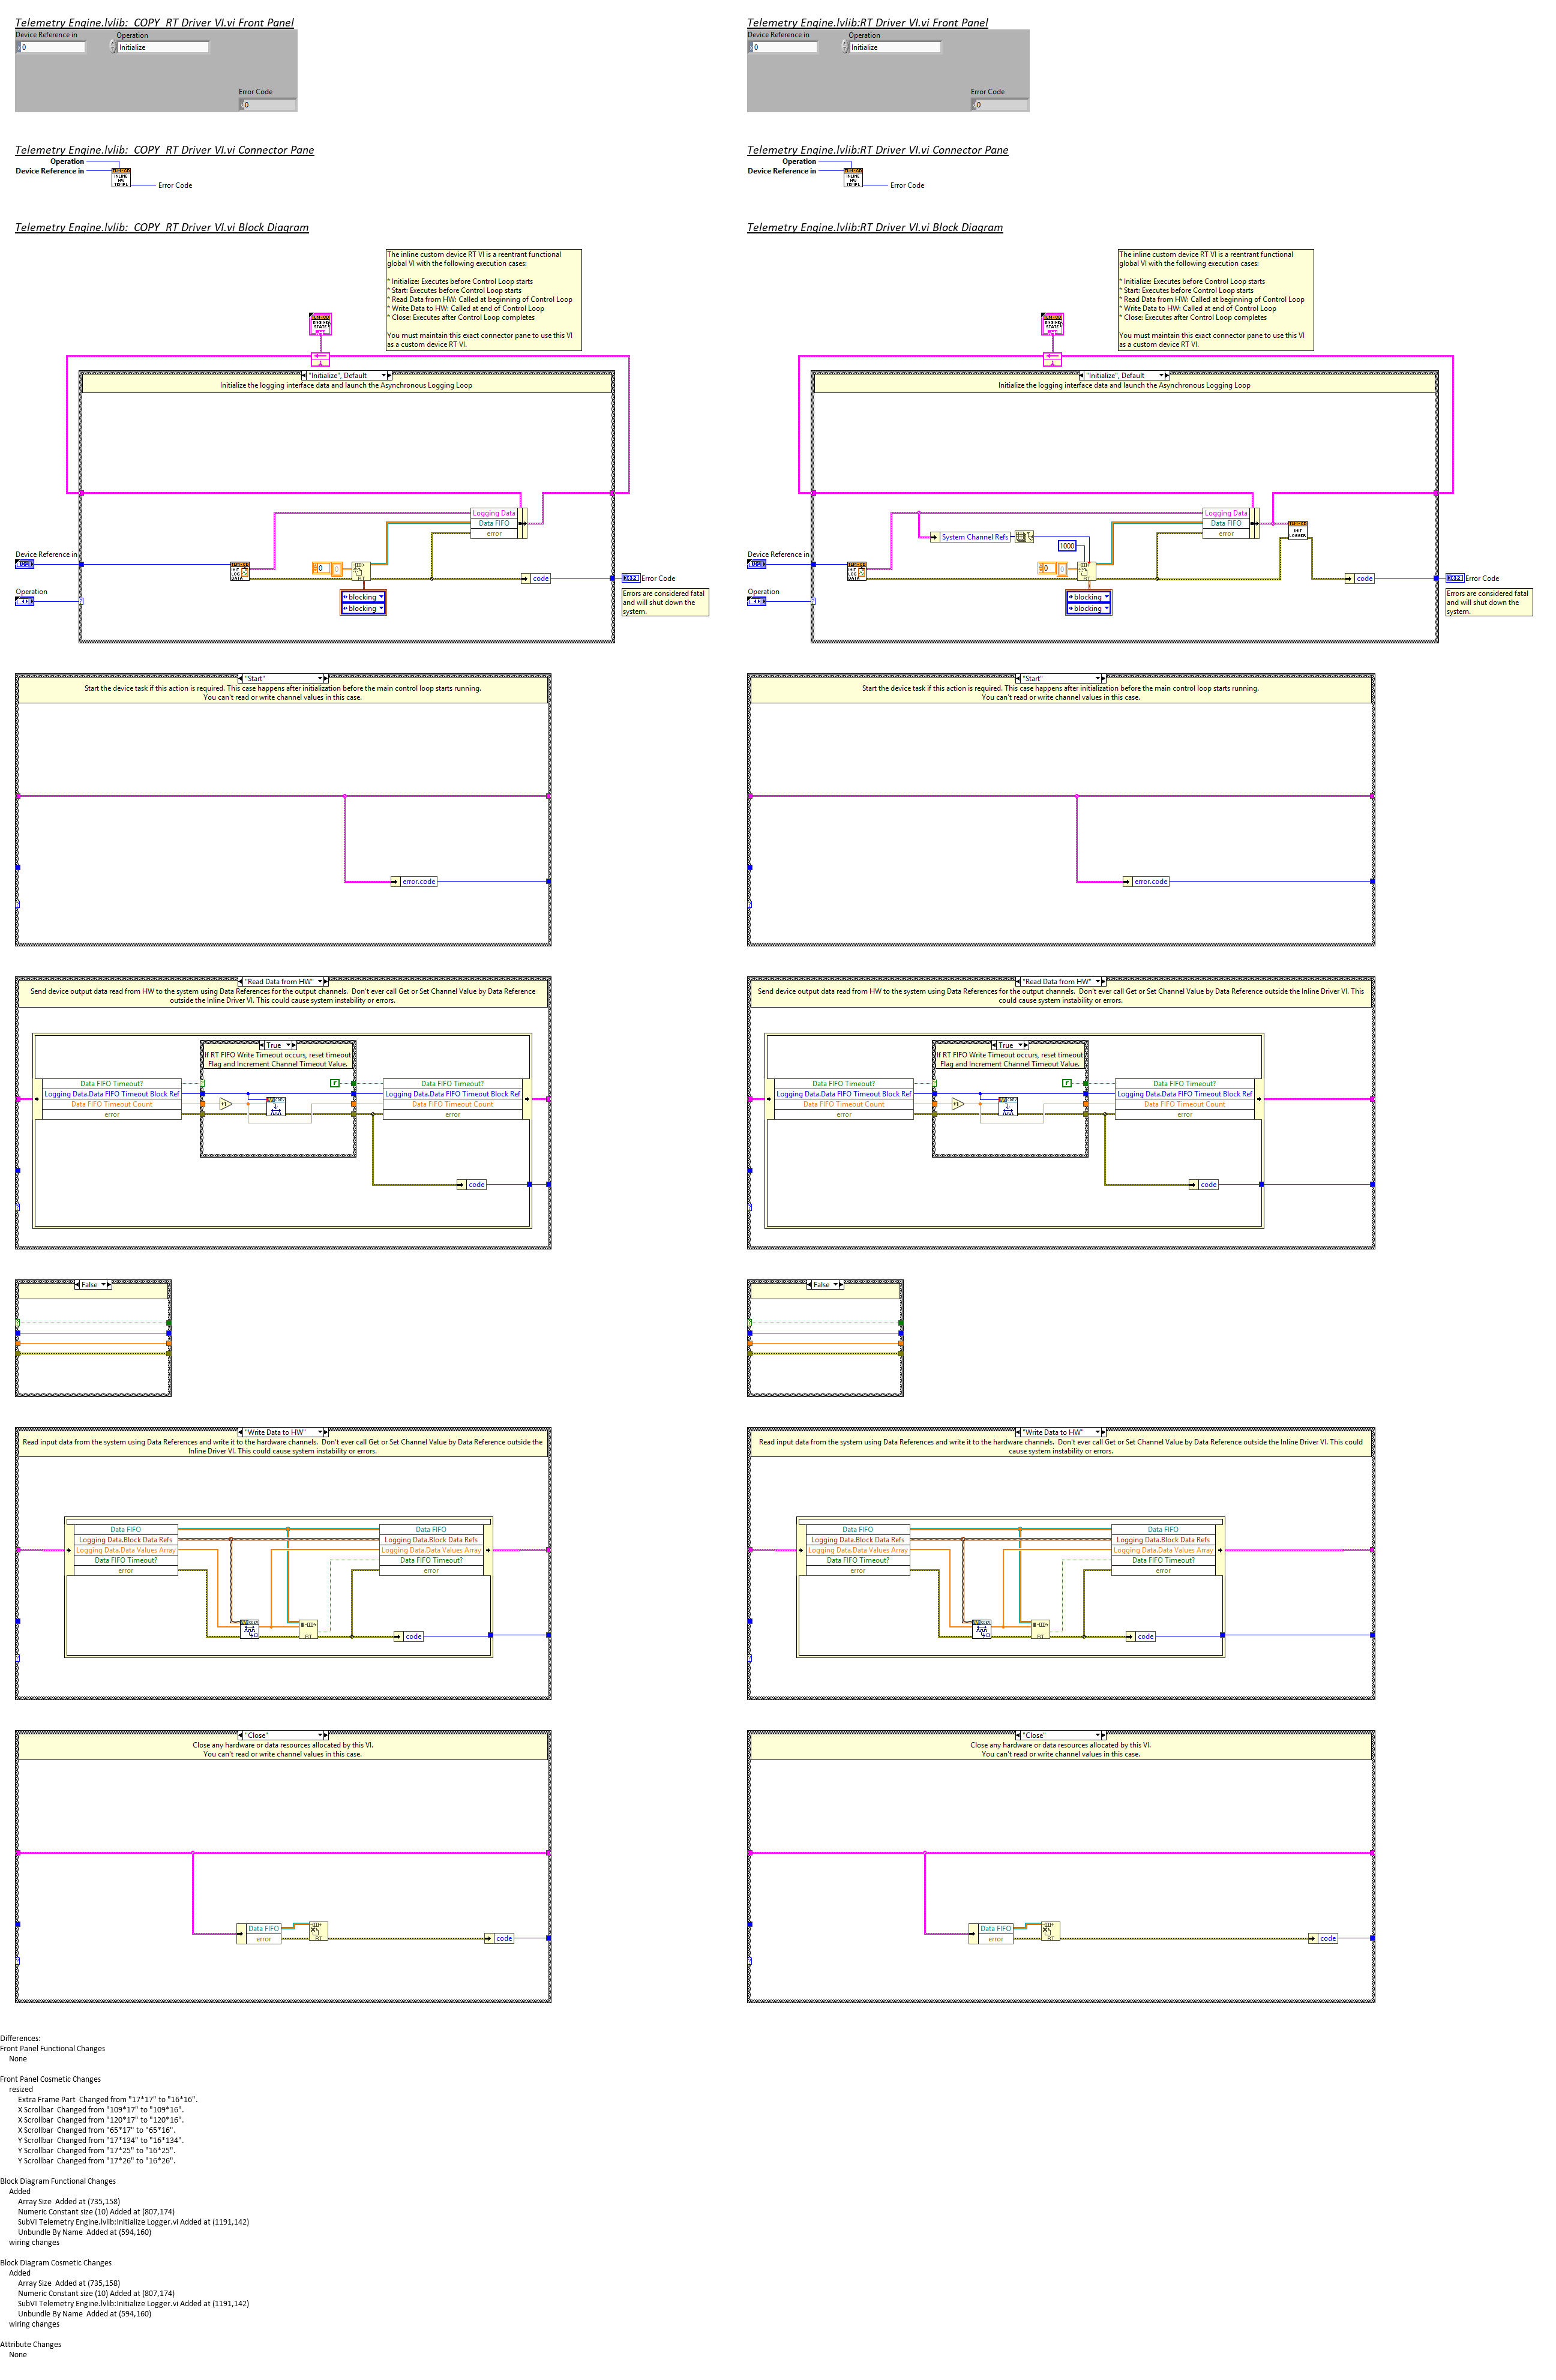 Telemetry Engine.lvlib:  COPY  RT Driver VI.vi Front Panel
Device Reference in
Operation
0
Initialize
Error Code
0
Telemetry Engine.lvlib:  COPY  RT Driver VI.vi Connector Pane
Operation
Device Reference in
TLM-CD
INLINE
HW
TEMPL
Error Code
Telemetry Engine.lvlib:  COPY  RT Driver VI.vi Block Diagram
The inline custom device RT VI is a reentrant functional
global VI with the following execution cases:
* Initialize: Executes before Control Loop starts
* Start: Executes before Control Loop starts
* Read Data from HW: Called at beginning of Control Loop
* Write Data to HW: Called at end of Control Loop
* Close: Executes after Control Loop completes
You must maintain this exact connector pane to use this VI
as a custom device RT VI.
TLM-CD
ENGINE
STATE
"Initialize", Default
Initialize the logging interface data and launch the Asynchronous Logging Loop
Logging Data
Data FIFO
error
Device Reference in
TLM-CD
INIT
LOG
DATA
0
0
RT
code
Error Code
Operation
blocking
blocking
Errors are considered fatal
and will shut down the
system.
"Start"
Start the device task if this action is required. This case happens after initialization before the main control loop starts running.
You can't read or write channel values in this case.
error.code
"Read Data from HW"
Send device output data read from HW to the system using Data References for the output channels.  Don't ever call Get or Set Channel Value by Data Reference
outside the Inline Driver VI. This could cause system instability or errors.
True
If RT FIFO Write Timeout occurs, reset timeout
Flag and Increment Channel Timeout Value.
Data FIFO Timeout?
F
Data FIFO Timeout?
Logging Data.Data FIFO Timeout Block Ref
Logging Data.Data FIFO Timeout Block Ref
Data FIFO Timeout Count
+1
Data FIFO Timeout Count
error
error
code
False
"Write Data to HW"
Read input data from the system using Data References and write it to the hardware channels.  Don't ever call Get or Set Channel Value by Data Reference outside the
Inline Driver VI. This could cause system instability or errors.
Data FIFO
Data FIFO
Logging Data.Block Data Refs
Logging Data.Block Data Refs
Logging Data.Data Values Array
Logging Data.Data Values Array
Data FIFO Timeout?
Data FIFO Timeout?
error
error
RT
code
"Close"
Close any hardware or data resources allocated by this VI.
You can't read or write channel values in this case.
Data FIFO
error
RT
code
Telemetry Engine.lvlib:RT Driver VI.vi Front Panel
Device Reference in
Operation
0
Initialize
Error Code
0
Telemetry Engine.lvlib:RT Driver VI.vi Connector Pane
Operation
Device Reference in
TLM-CD
INLINE
HW
TEMPL
Error Code
Telemetry Engine.lvlib:RT Driver VI.vi Block Diagram
The inline custom device RT VI is a reentrant functional
global VI with the following execution cases:
* Initialize: Executes before Control Loop starts
* Start: Executes before Control Loop starts
* Read Data from HW: Called at beginning of Control Loop
* Write Data to HW: Called at end of Control Loop
* Close: Executes after Control Loop completes
You must maintain this exact connector pane to use this VI
as a custom device RT VI.
TLM-CD
ENGINE
STATE
"Initialize", Default
Initialize the logging interface data and launch the Asynchronous Logging Loop
Logging Data
Data FIFO
error
TLM-CD
INIT
LOGGER
System Channel Refs
1000
Device Reference in
TLM-CD
INIT
LOG
DATA
0
0
RT
code
Error Code
Operation
blocking
blocking
Errors are considered fatal
and will shut down the
system.
"Start"
Start the device task if this action is required. This case happens after initialization before the main control loop starts running.
You can't read or write channel values in this case.
error.code
"Read Data from HW"
Send device output data read from HW to the system using Data References for the output channels.  Don't ever call Get or Set Channel Value by Data Reference outside the Inline Driver VI. This
could cause system instability or errors.
True
If RT FIFO Write Timeout occurs, reset timeout
Flag and Increment Channel Timeout Value.
Data FIFO Timeout?
F
Data FIFO Timeout?
Logging Data.Data FIFO Timeout Block Ref
Logging Data.Data FIFO Timeout Block Ref
Data FIFO Timeout Count
+1
Data FIFO Timeout Count
error
error
code
False
"Write Data to HW"
Read input data from the system using Data References and write it to the hardware channels.  Don't ever call Get or Set Channel Value by Data Reference outside the Inline Driver VI. This could
cause system instability or errors.
Data FIFO
Data FIFO
Logging Data.Block Data Refs
Logging Data.Block Data Refs
Logging Data.Data Values Array
Logging Data.Data Values Array
Data FIFO Timeout?
Data FIFO Timeout?
error
error
RT
code
"Close"
Close any hardware or data resources allocated by this VI.
You can't read or write channel values in this case.
Data FIFO
error
RT
code
Differences:
Front Panel Functional Changes
None
Front Panel Cosmetic Changes
resized
Extra Frame Part  Changed from "17*17" to "16*16".
X Scrollbar  Changed from "109*17" to "109*16".
X Scrollbar  Changed from "120*17" to "120*16".
X Scrollbar  Changed from "65*17" to "65*16".
Y Scrollbar  Changed from "17*134" to "16*134".
Y Scrollbar  Changed from "17*25" to "16*25".
Y Scrollbar  Changed from "17*26" to "16*26".
Block Diagram Functional Changes
Added
Array Size  Added at (735,158)
Numeric Constant size (10) Added at (807,174)
SubVI Telemetry Engine.lvlib:Initialize Logger.vi Added at (1191,142)
Unbundle By Name  Added at (594,160)
wiring changes
Block Diagram Cosmetic Changes
Added
Array Size  Added at (735,158)
Numeric Constant size (10) Added at (807,174)
SubVI Telemetry Engine.lvlib:Initialize Logger.vi Added at (1191,142)
Unbundle By Name  Added at (594,160)
wiring changes
Attribute Changes
None